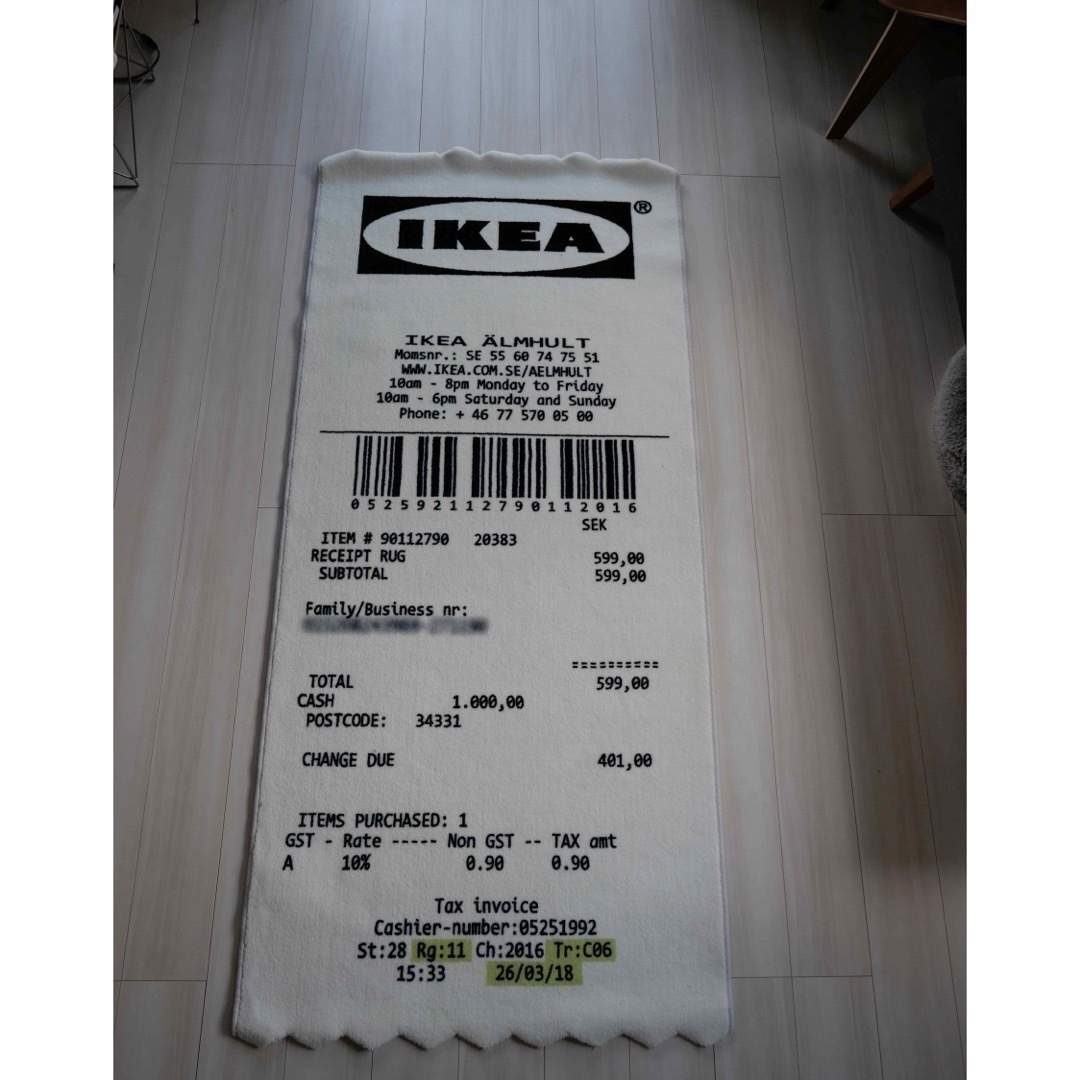 IKEA®
IKEA ÄLMHULT
Momsnr.: SE 55 60 74 75 51
WWW.IKEA.COM.SE/AELMHULT
10am - 8pm Monday to Friday
10am - 6pm Saturday and Sunday
Phone: + 46 77 570 05 00
05259211279011 2016
SEK
ITEM # 90112790 20383
RECEIPT RUG 599,00
SUBTOTAL 599,00
Family/Business nr:
==========
TOTAL 599,00
CASH 1.000,00
POSTCODE: 34331
CHANGE DUE 401,00
ITEMS PURCHASED: 1
GST - Rate ----- Non GST -- TAX amt
A 10% 0.90 0.90
Tax invoice
Cashier-number:05251992
St:28 Rg:11 Ch:2016 Tr:C06
15:33 26/03/18